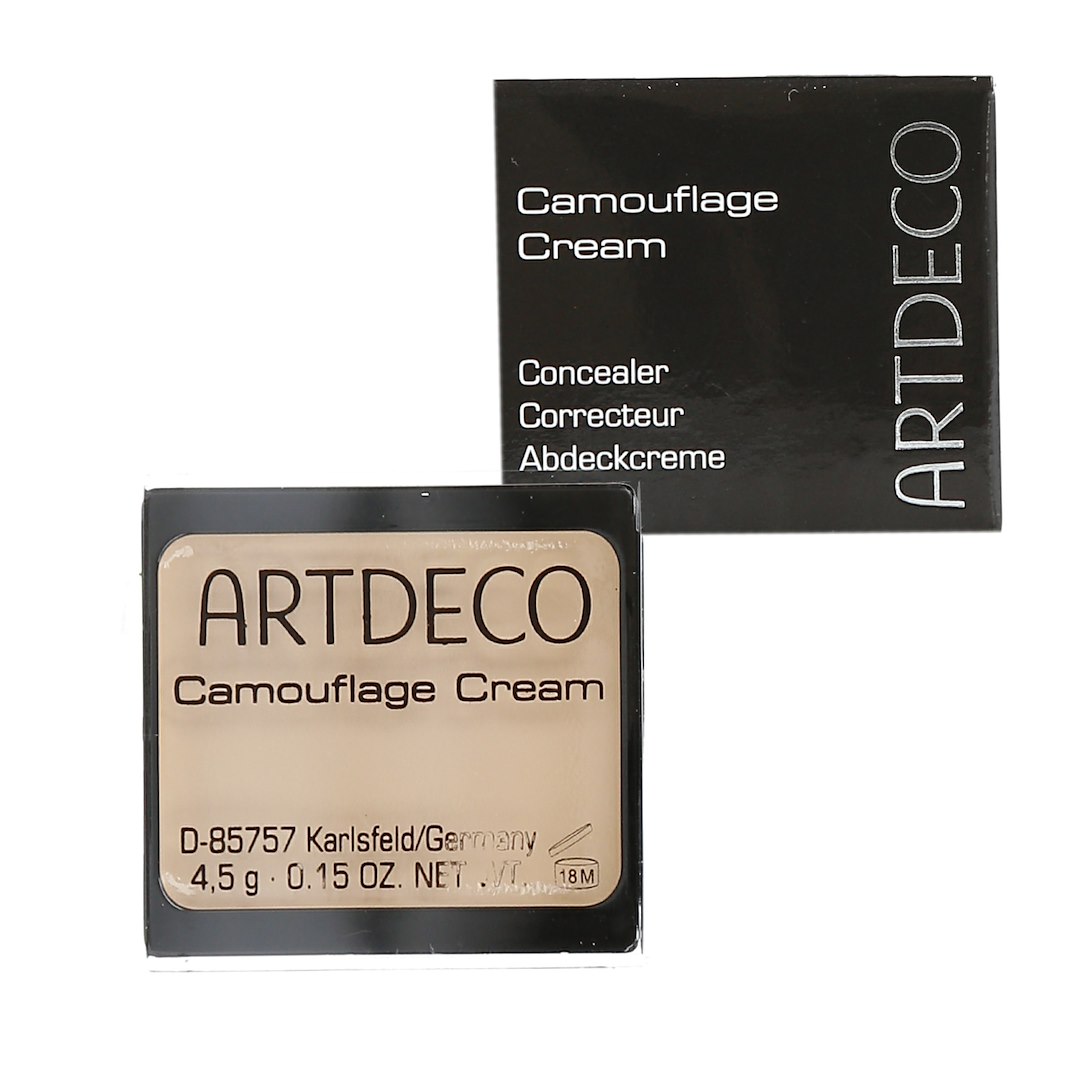 Camouflage
Cream
Concealer
Correcteur
Abdeckcreme
ARTDECO
ARTDECO
Camouflage Cream
D-85757 Karlsfeld/Germany
4,5 g · 0.15 OZ. NET
18M